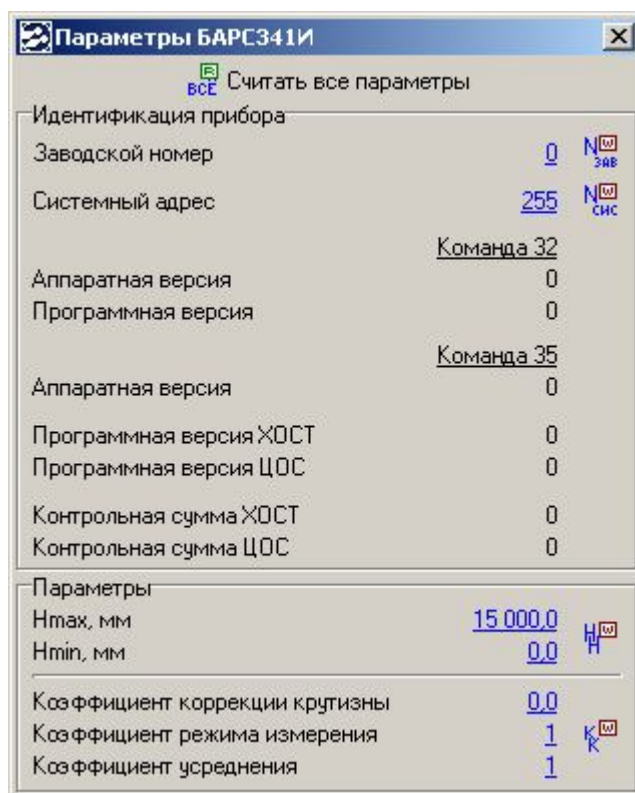 Параметры БАРС341И
R ВСЕ Считать все параметры
Идентификация прибора
Заводской номер 0 N W ЗАВ
Системный адрес 255 N W СИС
Команда 32
Аппаратная версия 0
Программная версия 0
Команда 35
Аппаратная версия 0
Программная версия ХОСТ 0
Программная версия ЦОС 0
Контрольная сумма ХОСТ 0
Контрольная сумма ЦОС 0
Параметры
Hmax, мм 15 000,0 H H W
Hmin, мм 0,0
Коэффициент коррекции крутизны 0,0
Коэффициент режима измерения 1 K K W
Коэффициент усреднения 1